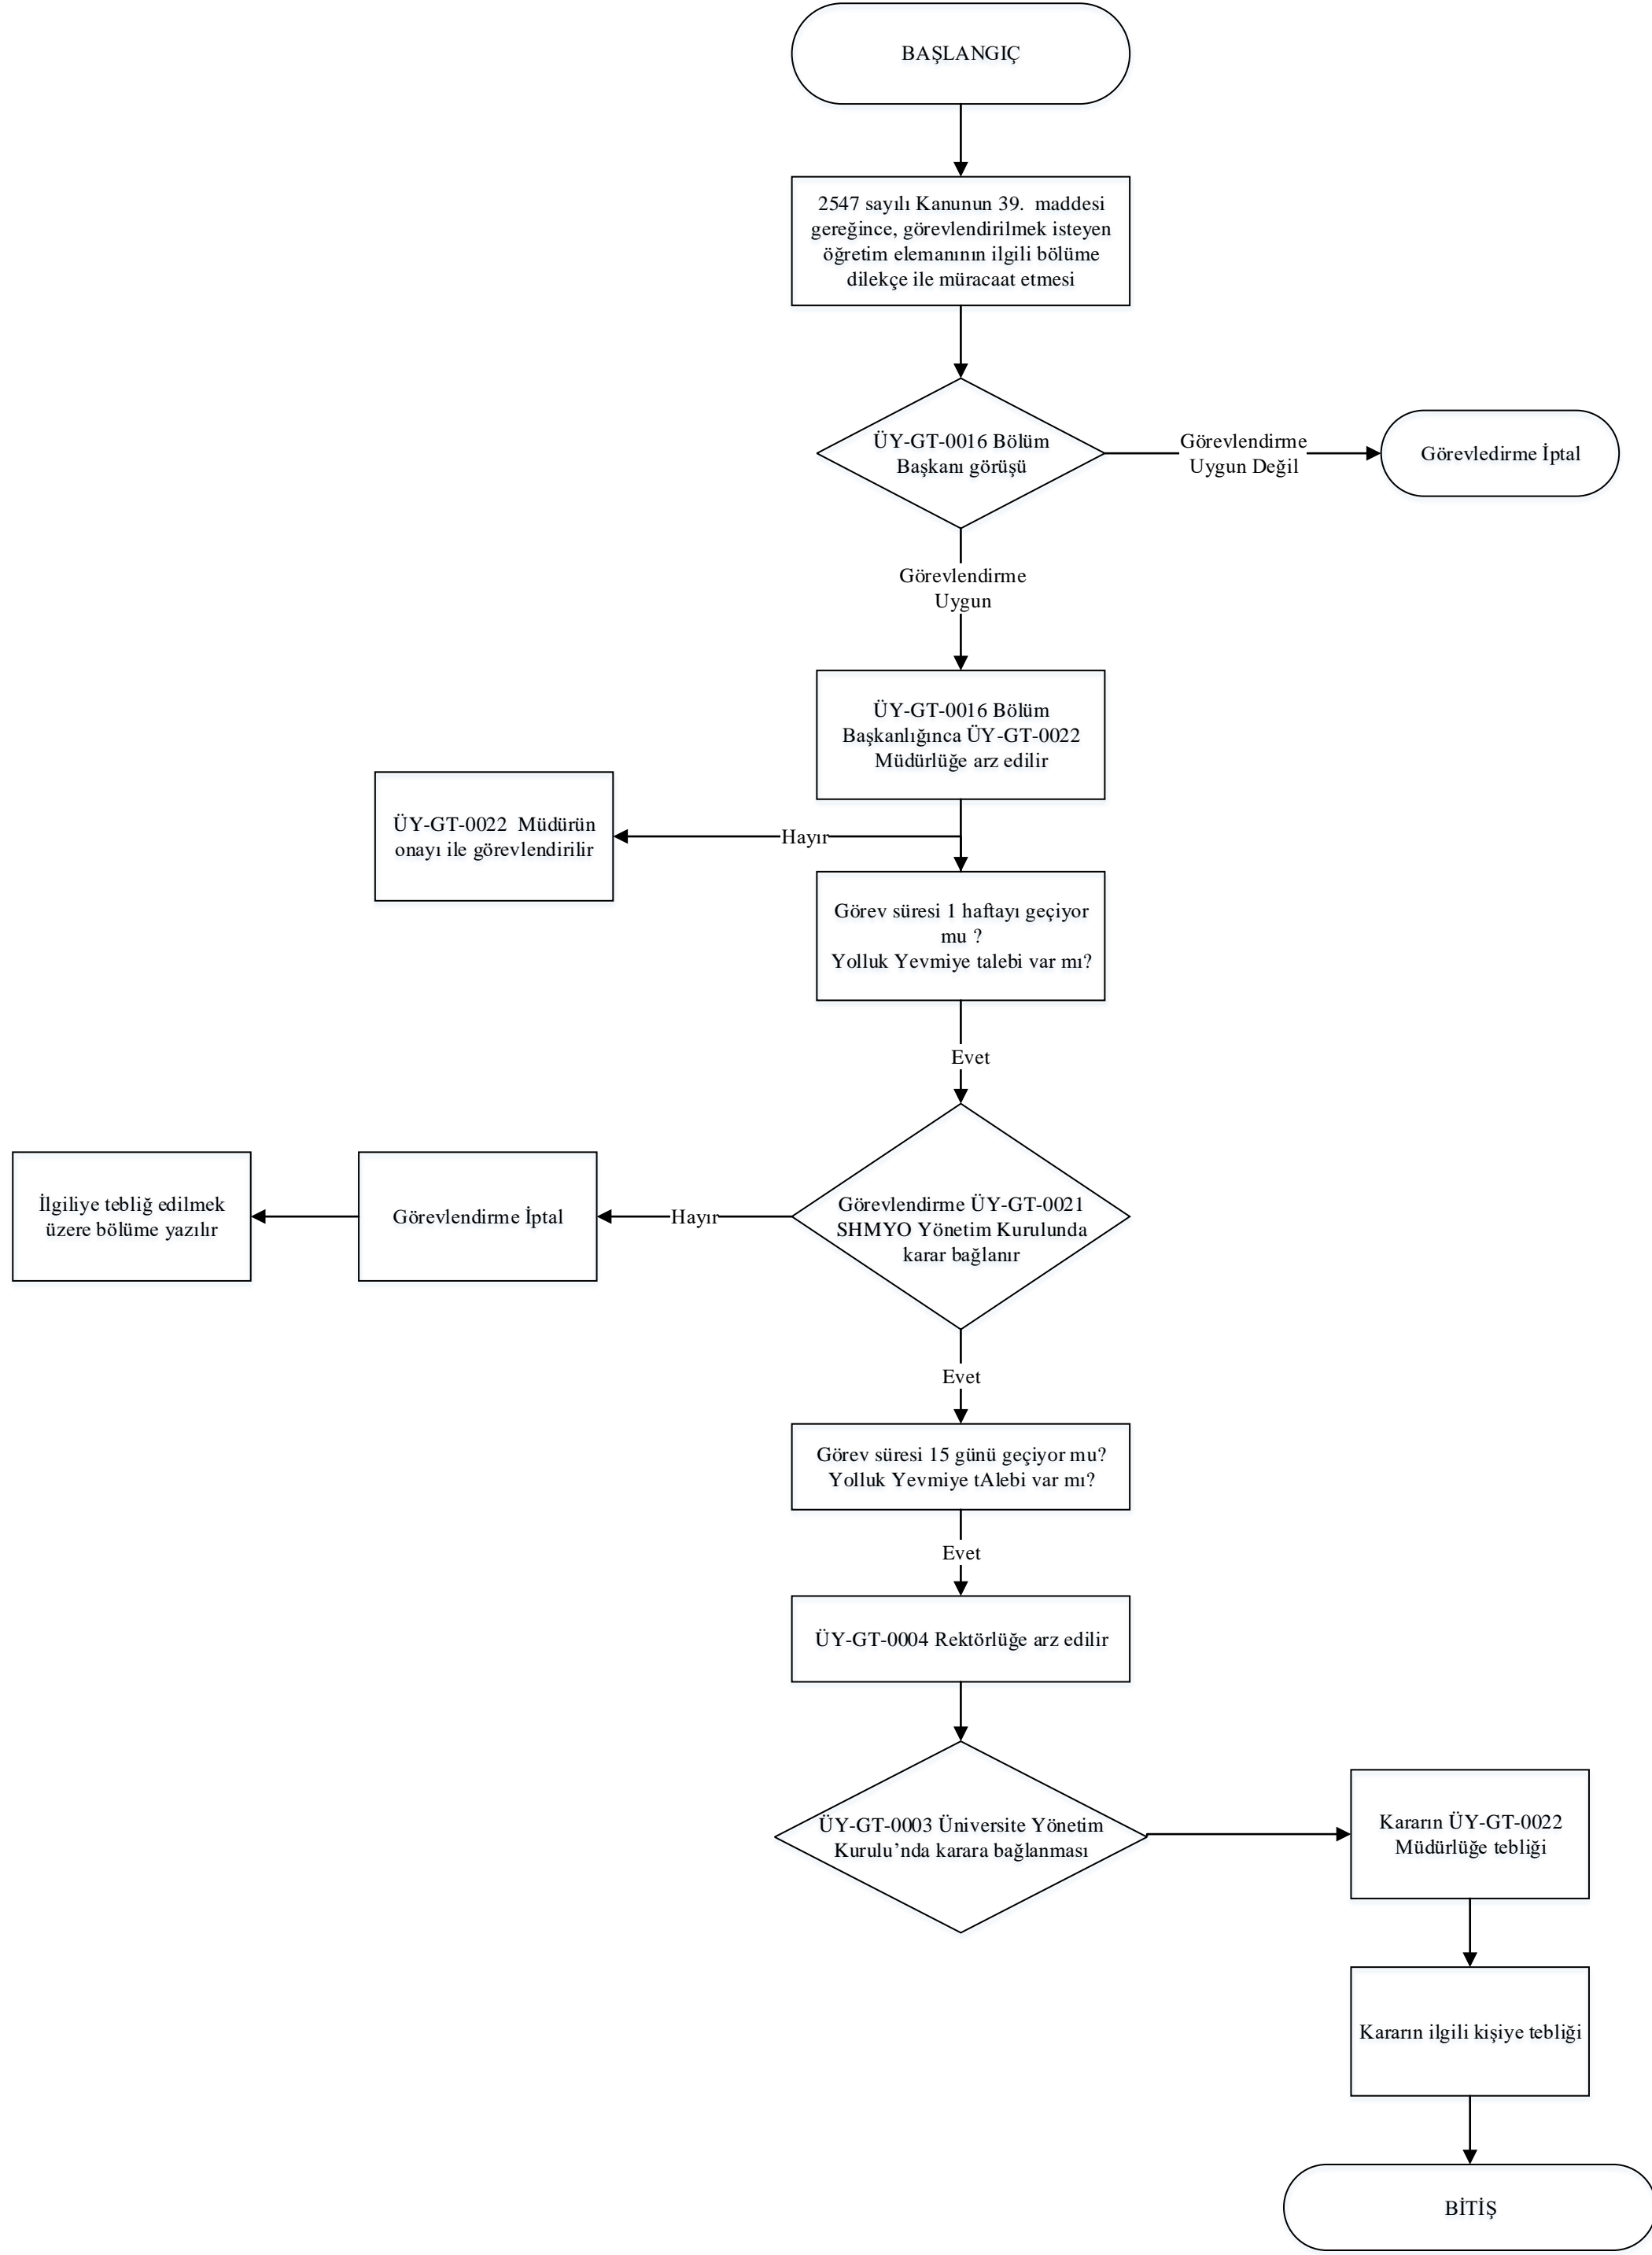 BAŞLANGIÇ
2547 sayılı Kanunun 39.  maddesi
gereğince, görevlendirilmek isteyen
öğretim elemanının ilgili bölüme
dilekçe ile müracaat etmesi
ÜY-GT-0016 Bölüm
Başkanı görüşü
Görevlendirme
Uygun Değil
Görevledirme İptal
Görevlendirme
Uygun
ÜY-GT-0016 Bölüm
Başkanlığınca ÜY-GT-0022
Müdürlüğe arz edilir
Hayır
ÜY-GT-0022  Müdürün
onayı ile görevlendirilir
Görev süresi 1 haftayı geçiyor
mu ?
Yolluk Yevmiye talebi var mı?
Evet
Görevlendirme ÜY-GT-0021
SHMYO Yönetim Kurulunda
karar bağlanır
Hayır
Görevlendirme İptal
İlgiliye tebliğ edilmek
üzere bölüme yazılır
Evet
Görev süresi 15 günü geçiyor mu?
Yolluk Yevmiye tAlebi var mı?
Evet
ÜY-GT-0004 Rektörlüğe arz edilir
ÜY-GT-0003 Üniversite Yönetim
Kurulu’nda karara bağlanması
Kararın ÜY-GT-0022
Müdürlüğe tebliği
Kararın ilgili kişiye tebliği
BİTİŞ